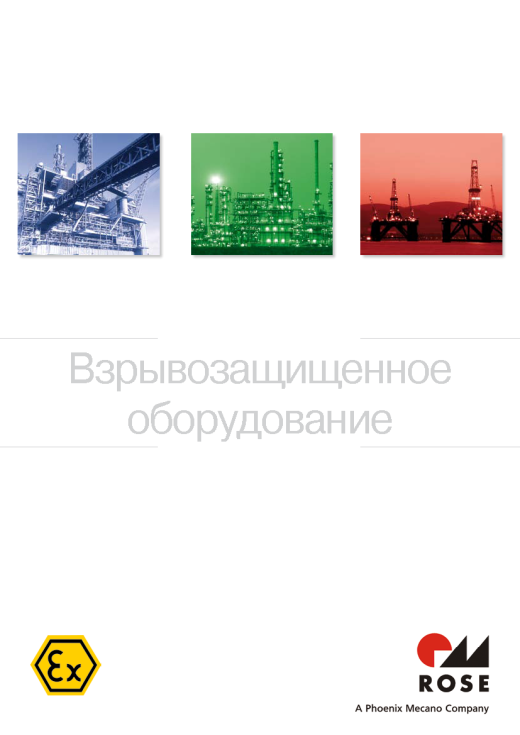 Взрывозащищенное
оборудование
Ex
ROSE
A Phoenix Mecano Company